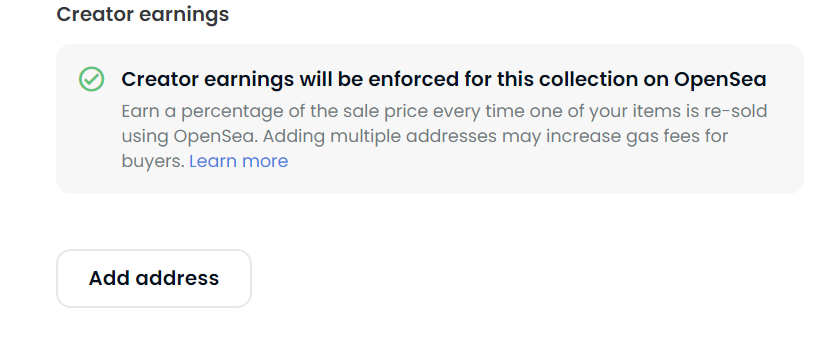 Creator earnings
Creator earnings will be enforced for this collection on OpenSea
Earn a percentage of the sale price every time one of your items is re-sold
using OpenSea. Adding multiple addresses may increase gas fees for
buyers. Learn more
Add address